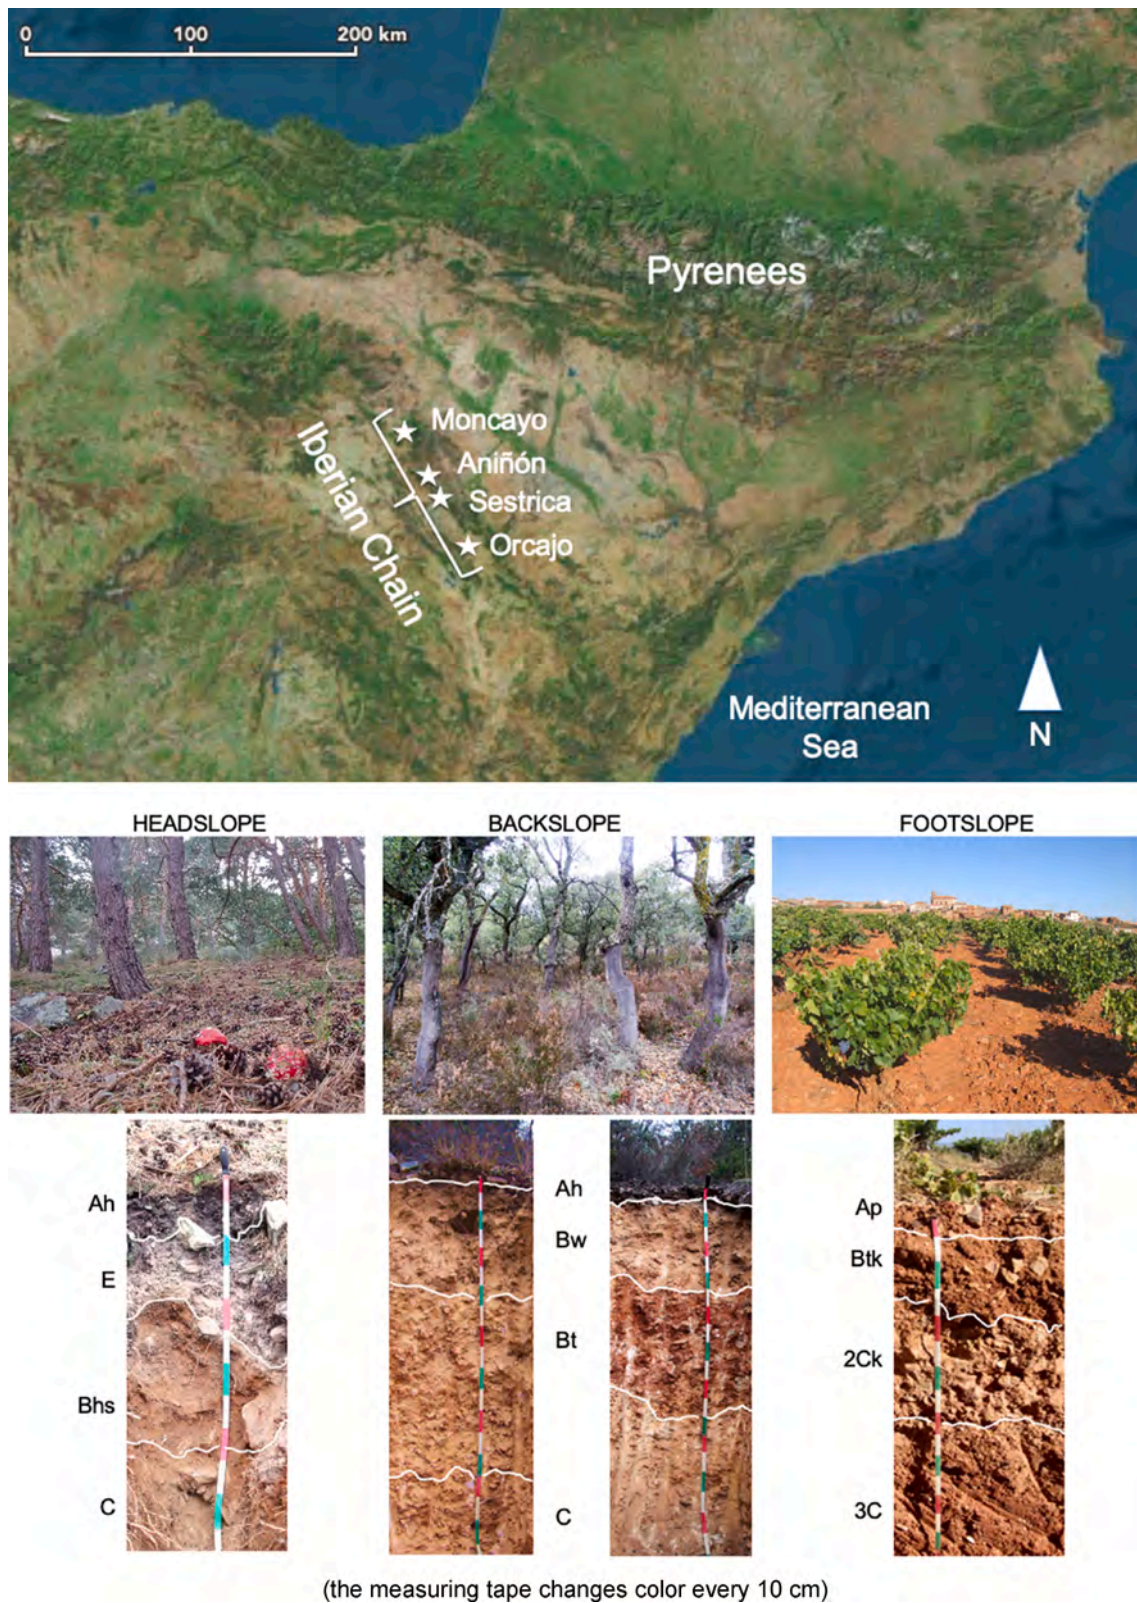 0 100 200 km
Pyrenees
Moncayo
Aniñón
Sestrica
Orcajo
Iberian Chain
Mediterranean
Sea
N
HEADSLOPE BACKSLOPE FOOTSLOPE
Ah
E
Bhs
C
Ah
Bw
Bt
C
Ap
Btk
2Ck
3C
(the measuring tape changes color every 10 cm)